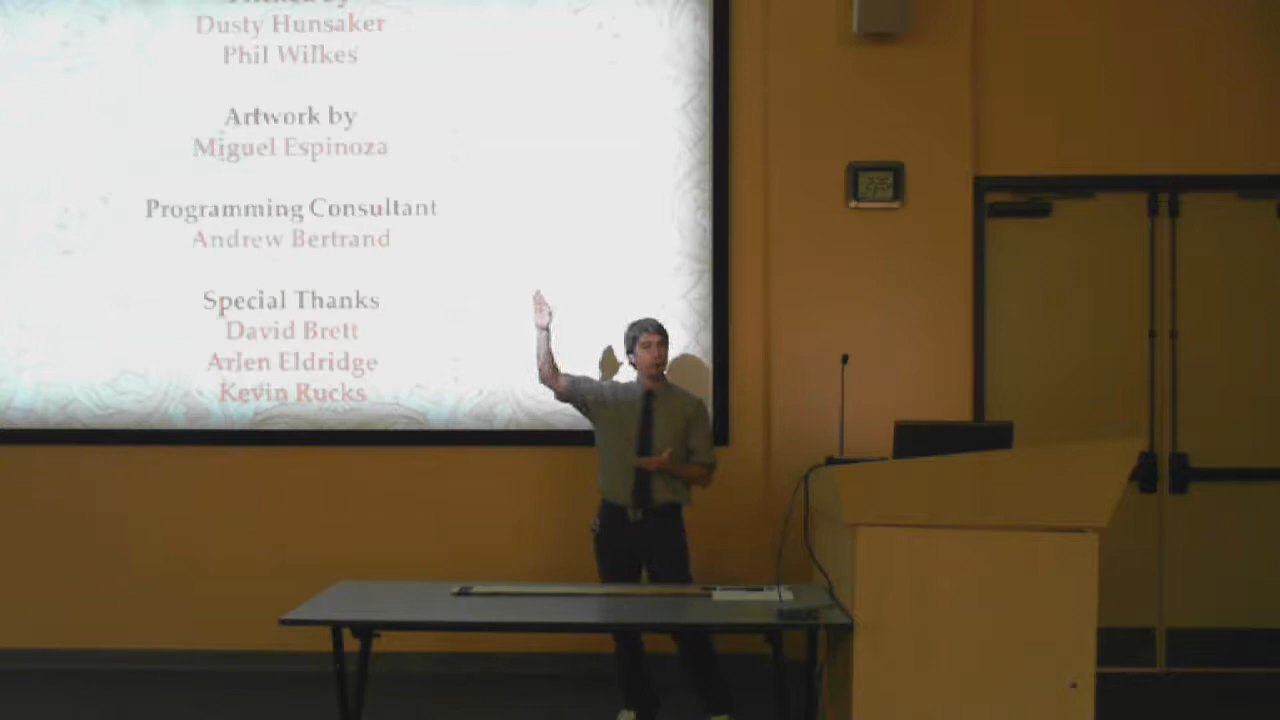 Dusty Hunsaker
Phil Wilkes
Artwork by
Miguel Espinoza
Programming Consultant
Andrew Bertrand
Special Thanks
David Brett
Arlen Eldridge
Kevin Rucks